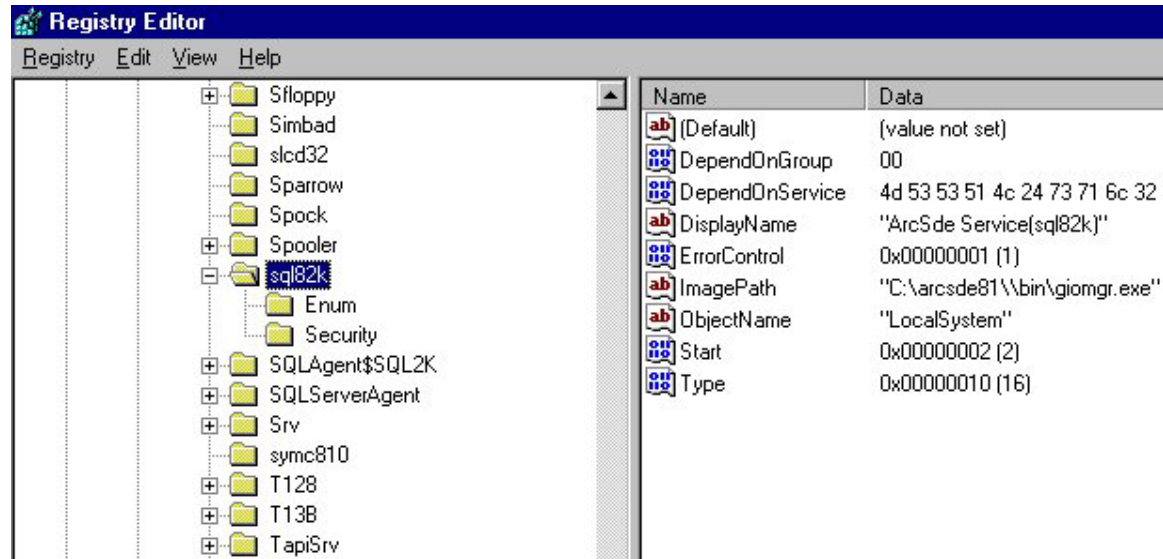 Registry Editor
Registry Edit View Help
Sfloppy
Simbad
slcd32
Sparrow
Spock
Spooler
sql82k
Enum
Security
SQLAgent$SQL2K
SQLServerAgent
Srv
symc810
T128
T13B
TapiSrv
Name Data
(Default) (value not set)
DependOnGroup 00
DependOnService 4d 53 53 51 4c 24 73 71 6c 32
DisplayName "ArcSde Service(sql82k)"
ErrorControl 0x00000001 (1)
ImagePath "C:\arcsde81\\bin\giomgr.exe"
ObjectName "LocalSystem"
Start 0x00000002 (2)
Type 0x00000010 (16)